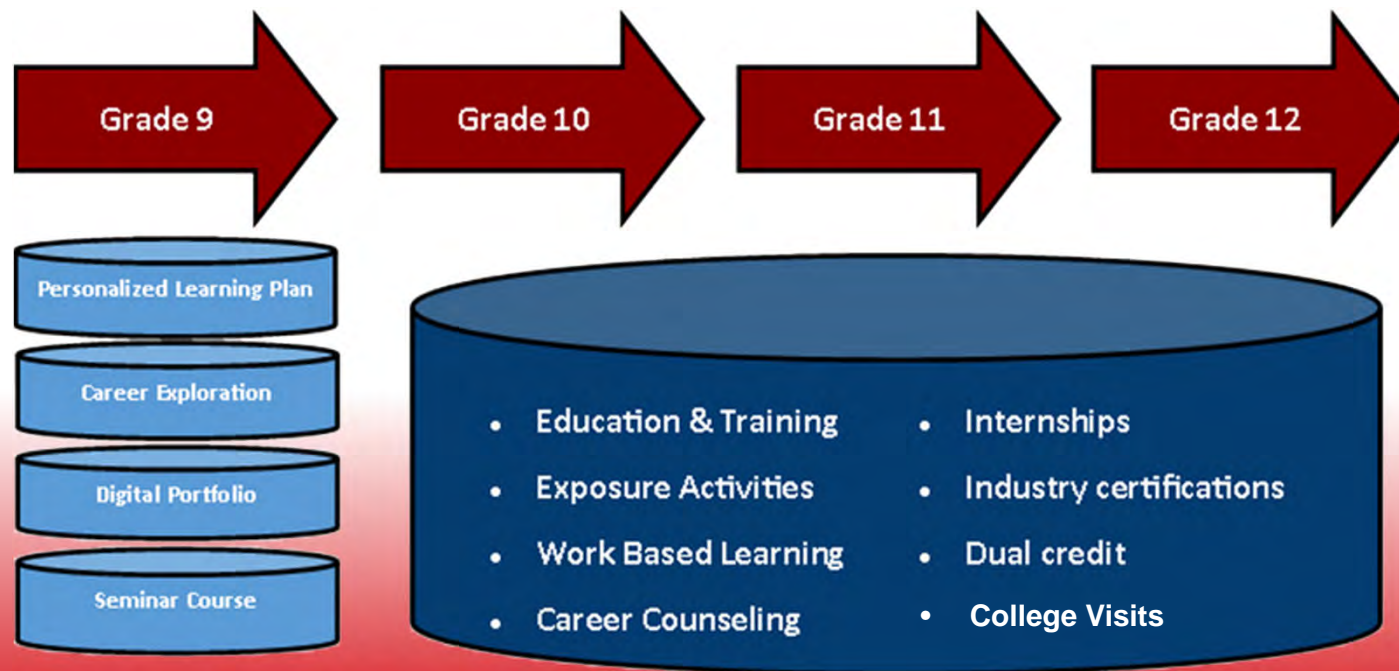 Grade 9
Grade 10
Grade 11
Grade 12
Personalized Learning Plan
Career Exploration
Digital Portfolio
Seminar Course
• Education & Training
• Exposure Activities
• Work Based Learning
• Career Counseling
• Internships
• Industry certifications
• Dual credit
• College Visits